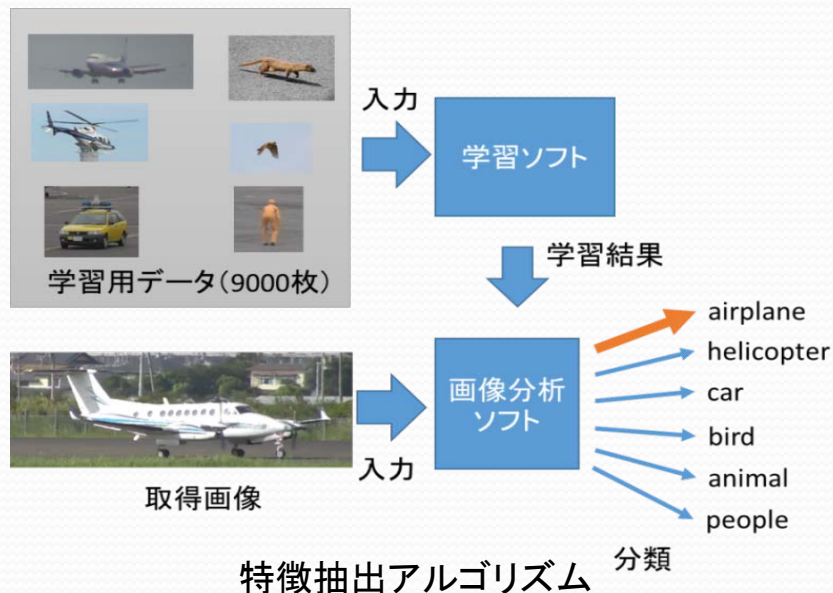 入力
学習ソフト
学習用データ(9000枚)
学習結果
airplane
helicopter
car
bird
animal
people
画像分析
ソフト
入力
取得画像
分類
特徴抽出アルゴリズム